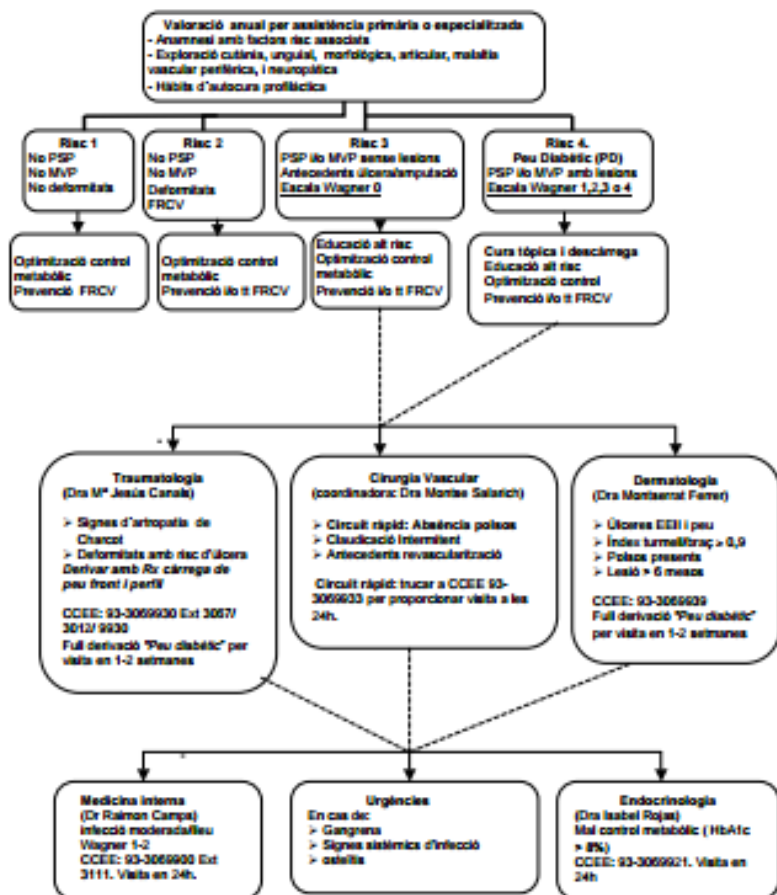 Valoració anual per assistència primària o especialitzada
- Anamnesi amb factors risc associats
- Exploració cutània, unguial, morfològica, articular, malaltia
vascular perifèrica, i neuropàtica
- Hàbits d'autocura profilàctica
Risc 1
No PSP
No MVP
No deformitats
Risc 2
No PSP
No MVP
Deformitats
FRCV
Risc 3
PSP i/o MVP sense lesions
Antecedents úlcera/amputació
Escala Wagner 0
Risc 4.
Peu Diabètic (PD)
PSP i/o MVP amb lesions
Escala Wagner 1,2,3 o 4
Optimització control
metabòlic
Prevenció FRCV
Optimització control
metabòlic
Prevenció i/o tt FRCV
Educació alt risc
Optimització control
metabòlic
Prevenció i/o tt FRCV
Cura tòpica i descàrrega
Educació alt risc
Optimització control
Prevenció i/o tt FRCV
Traumatologia
(Dra Mª Jesús Canals)
➢ Signes d'artropatia de
Charcot
➢ Deformitats amb risc d'úlcera
Derivar amb Rx càrrega de
peu front i perfil
CCEE: 93-3069930 Ext 3067/
3012/ 9930
Full derivació "Peu diabètic" per
visita en 1-2 setmanes
Cirurgia Vascular
(coordinadora: Dra Montse Salarich)
➢ Circuit ràpid: Absència polsos
➢ Claudicació Intermitent
➢ Antecedents revascularització
Circuit ràpid: trucar a CCEE 93-
3069933 per proporcionar visita a les
24h.
Dermatologia
(Dra Montserrat Ferrer)
➢ Úlceres EEII i peu
➢ Índex turmell/braç ≥ 0,9
➢ Polsos presents
➢ Lesió > 6 mesos
CCEE: 93-3069939
Full derivació "Peu diabètic"
per visita en 1-2 setmanes
Medicina Interna
(Dr Raimon Camps)
Infecció moderada/lleu
Wagner 1-2
CCEE: 93-3069900 Ext
3111. Visita en 24h.
Urgències
En cas de:
➢ Gangrena
➢ Signes sistèmics d'infecció
➢ osteïtis
Endocrinologia
(Dra Isabel Rojas)
Mal control metabòlic ( HbA1c
> 8%)
CCEE: 93-3069921. Visita en
24h